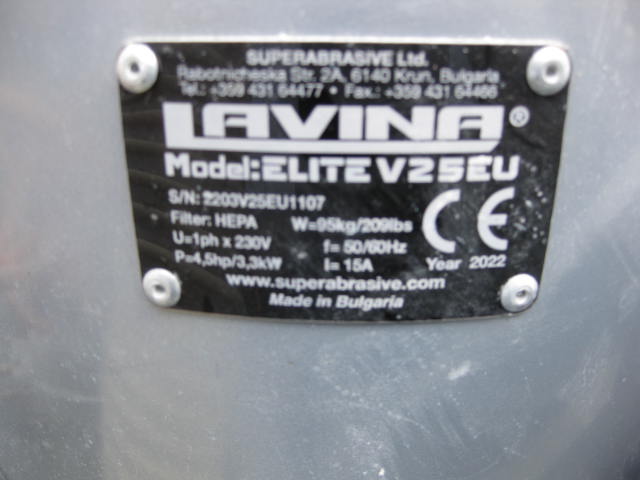 SUPERABRASIVE Ltd.
Rabotnicheska Str. 2A, 6140 Krun, Bulgaria
Tel.: +359 431 64477 • Fax.: +359 431 64466
LAVINA®
Model:ELITE V25EU
S/N: 2203V25EU1107
Filter: HEPA W=95kg/209lbs
U=1ph x 230V f= 50/60Hz
P=4,5hp/3,3kW I= 15A
CE
Year 2022
www.superabrasive.com
Made in Bulgaria